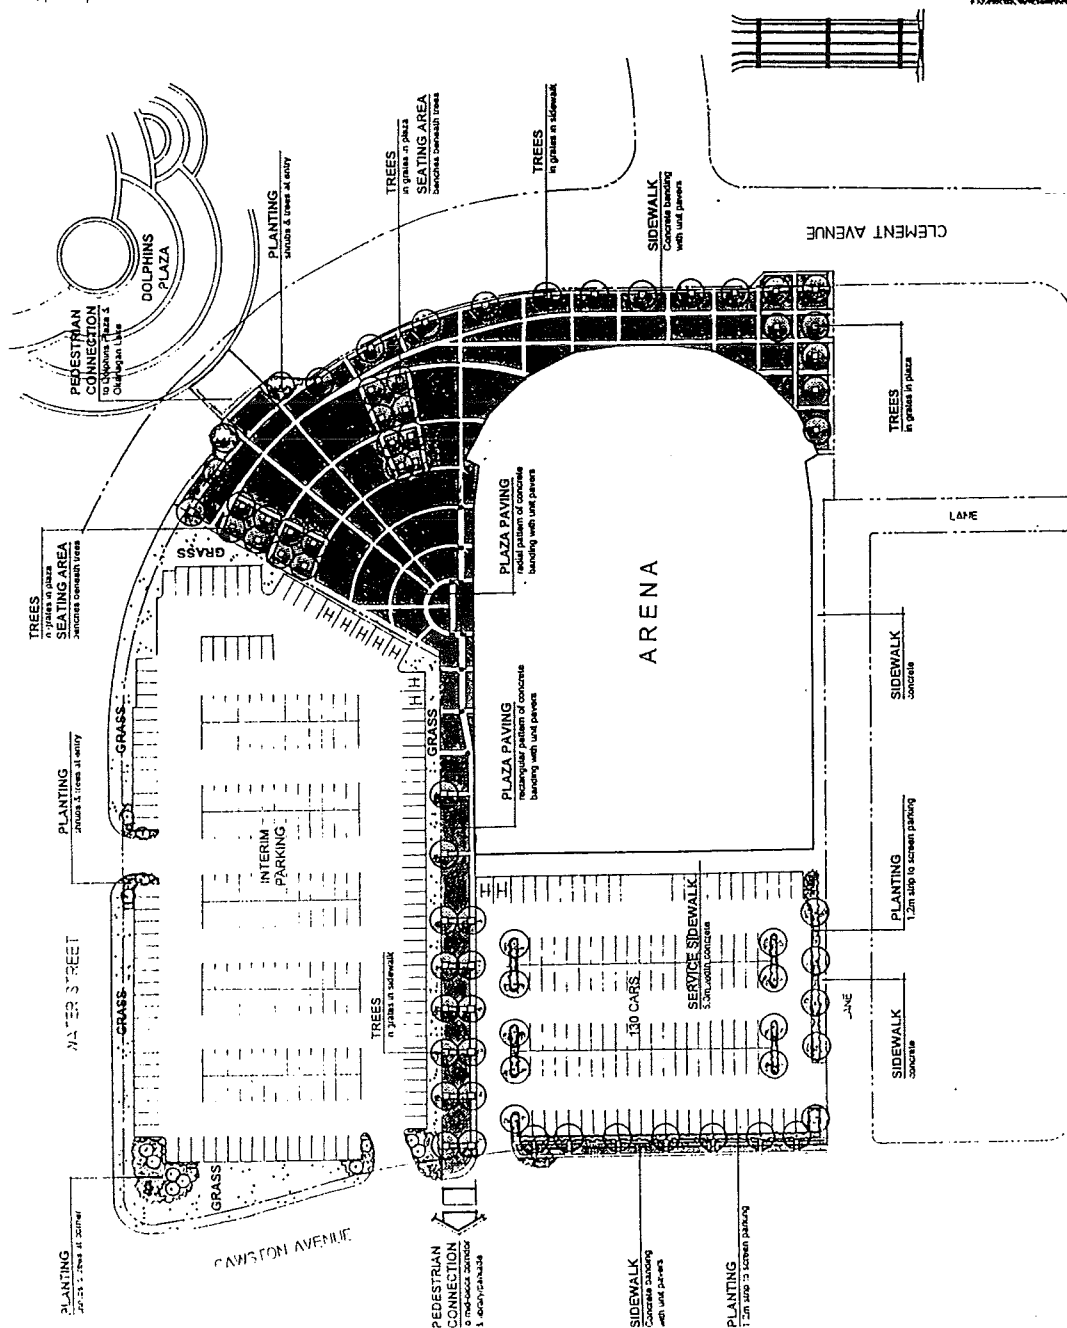 DOLPHINS
PLAZA
PEDESTRIAN
CONNECTION
to Dolphins Plaza &
Okanagan Lake
PLANTING
shrubs & trees at entry
TREES
in grates in plaza
SEATING AREA
benches beneath trees
TREES
in grates in sidewalk
SIDEWALK
Concrete banding
with unit pavers
CLEMENT AVENUE
TREES
in grates in plaza
SEATING AREA
benches beneath trees
GRASS
PLAZA PAVING
radial pattern of concrete
banding with unit pavers
TREES
in grates in plaza
LANE
ARENA
SIDEWALK
concrete
PLANTING
shrubs & trees at entry
GRASS
GRASS
PLAZA PAVING
rectangular pattern of concrete
banding with unit pavers
INTERIM
PARKING
H H H H H H H
H
H
H
H
WATER STREET
GRASS
TREES
in grates in sidewalk
SERVICE SIDEWALK
130 CARS
PLANTING
1.2m strip to screen parking
LANE
SIDEWALK
concrete
GRASS
CAWSTON AVENUE
PLANTING
PEDESTRIAN
CONNECTION
SIDEWALK
Concrete banding
with unit pavers
PLANTING
strip to screen parking